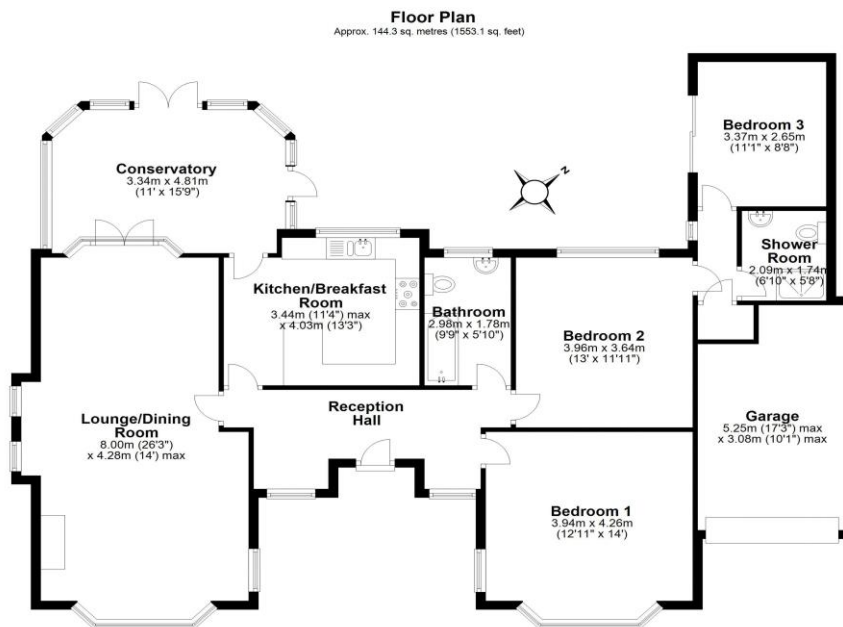 Floor Plan
Approx. 144.3 sq. metres (1553.1 sq. feet)
Bedroom 3
3.37m x 2.65m
(11'1" x 8'8")
Conservatory
3.34m x 4.81m
(11' x 15'9")
Z
Shower
Room
2.09m x 1.74m
(6'10" x 5'8")
Kitchen/Breakfast
Room
3.44m (11'4") max
x 4.03m (13'3")
Bathroom
2.98m x 1.78m
(9'9" x 5'10")
Bedroom 2
3.96m x 3.64m
(13' x 11'11")
Lounge/Dining
Room
8.00m (26'3")
x 4.28m (14') max
Reception
Hall
Garage
5.25m (17'3") max
x 3.08m (10'1") max
Bedroom 1
3.94m x 4.26m
(12'11" x 14')